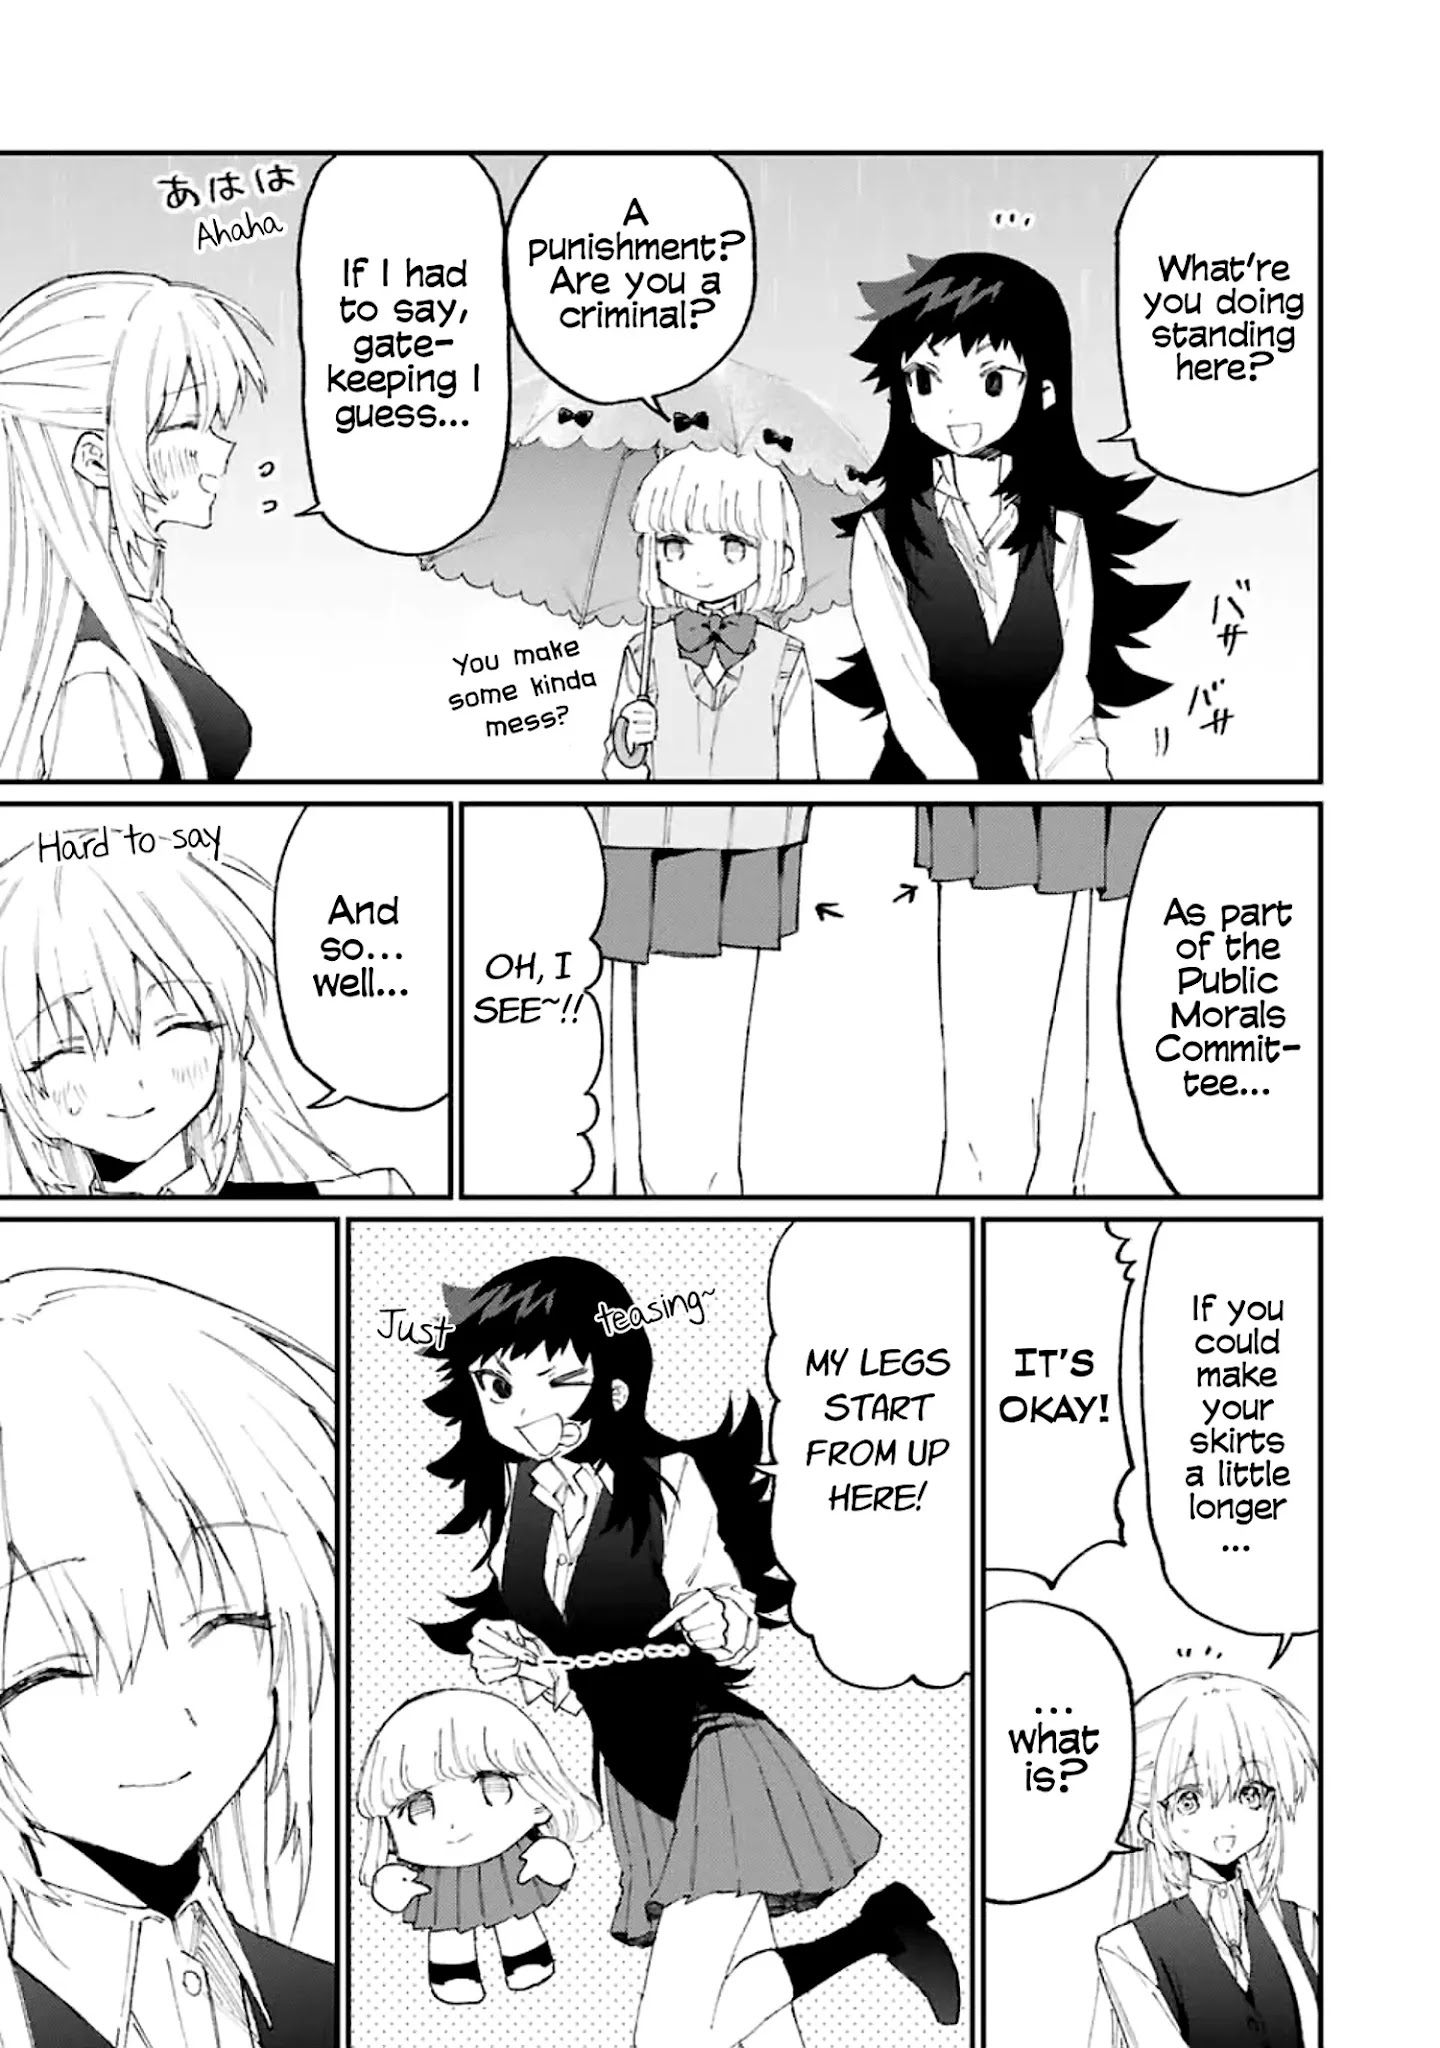 What're
you doing
standing
here?
バサ
バサ
A
punishment?
Are you a
criminal?
You make
some kinda
mess?
If I had
to say,
gate-
keeping I
guess...
あはは
Ahaha
As part
of the
Public
Morals
Commit-
tee...
OH, I
SEE~!!
And
so...
well...
Hard to say
If you
could
make
your
skirts
a little
longer
...
IT'S
OKAY!
...
what
is?
MY LEGS
START
FROM UP
HERE!
Just teasing~